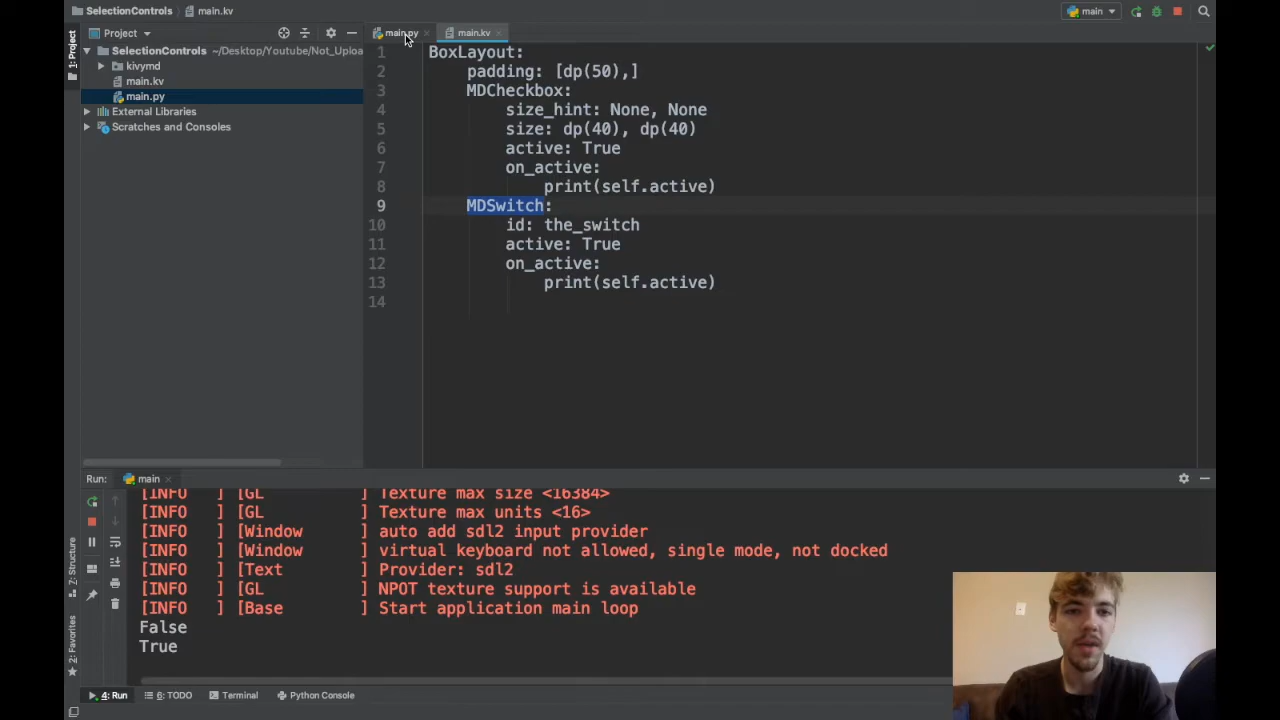 SelectionControls
main.kv
main
1: Project
Project
main.py
main.kv
SelectionControls ~/Desktop/Youtube/Not_Uploa
kivymd
main.kv
main.py
External Libraries
Scratches and Consoles
1 BoxLayout:
2 padding: [dp(50),]
3 MDCheckbox:
4 size_hint: None, None
5 size: dp(40), dp(40)
6 active: True
7 on_active:
8 print(self.active)
9 MDSwitch:
10 id: the_switch
11 active: True
12 on_active:
13 print(self.active)
14
Run: main
[INFO ] [GL ] Texture max size <16384>
[INFO ] [GL ] Texture max units <16>
[INFO ] [Window ] auto add sdl2 input provider
[INFO ] [Window ] virtual keyboard not allowed, single mode, not docked
[INFO ] [Text ] Provider: sdl2
[INFO ] [GL ] NPOT texture support is available
[INFO ] [Base ] Start application main loop
False
True
7: Structure
2: Favorites
4: Run
6: TODO
Terminal
Python Console